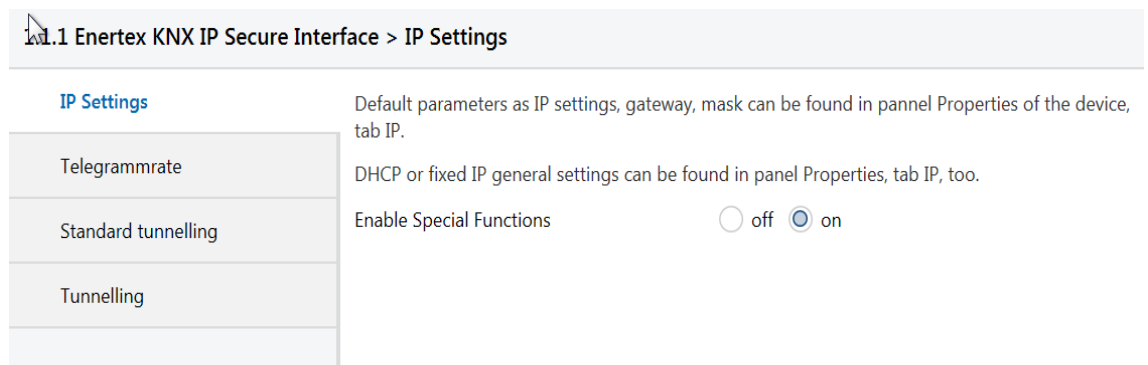 1.1.1 Enertex KNX IP Secure Interface > IP Settings
IP Settings
Telegrammrate
Standard tunnelling
Tunnelling
Default parameters as IP settings, gateway, mask can be found in pannel Properties of the device,
tab IP.
DHCP or fixed IP general settings can be found in panel Properties, tab IP, too.
Enable Special Functions off on